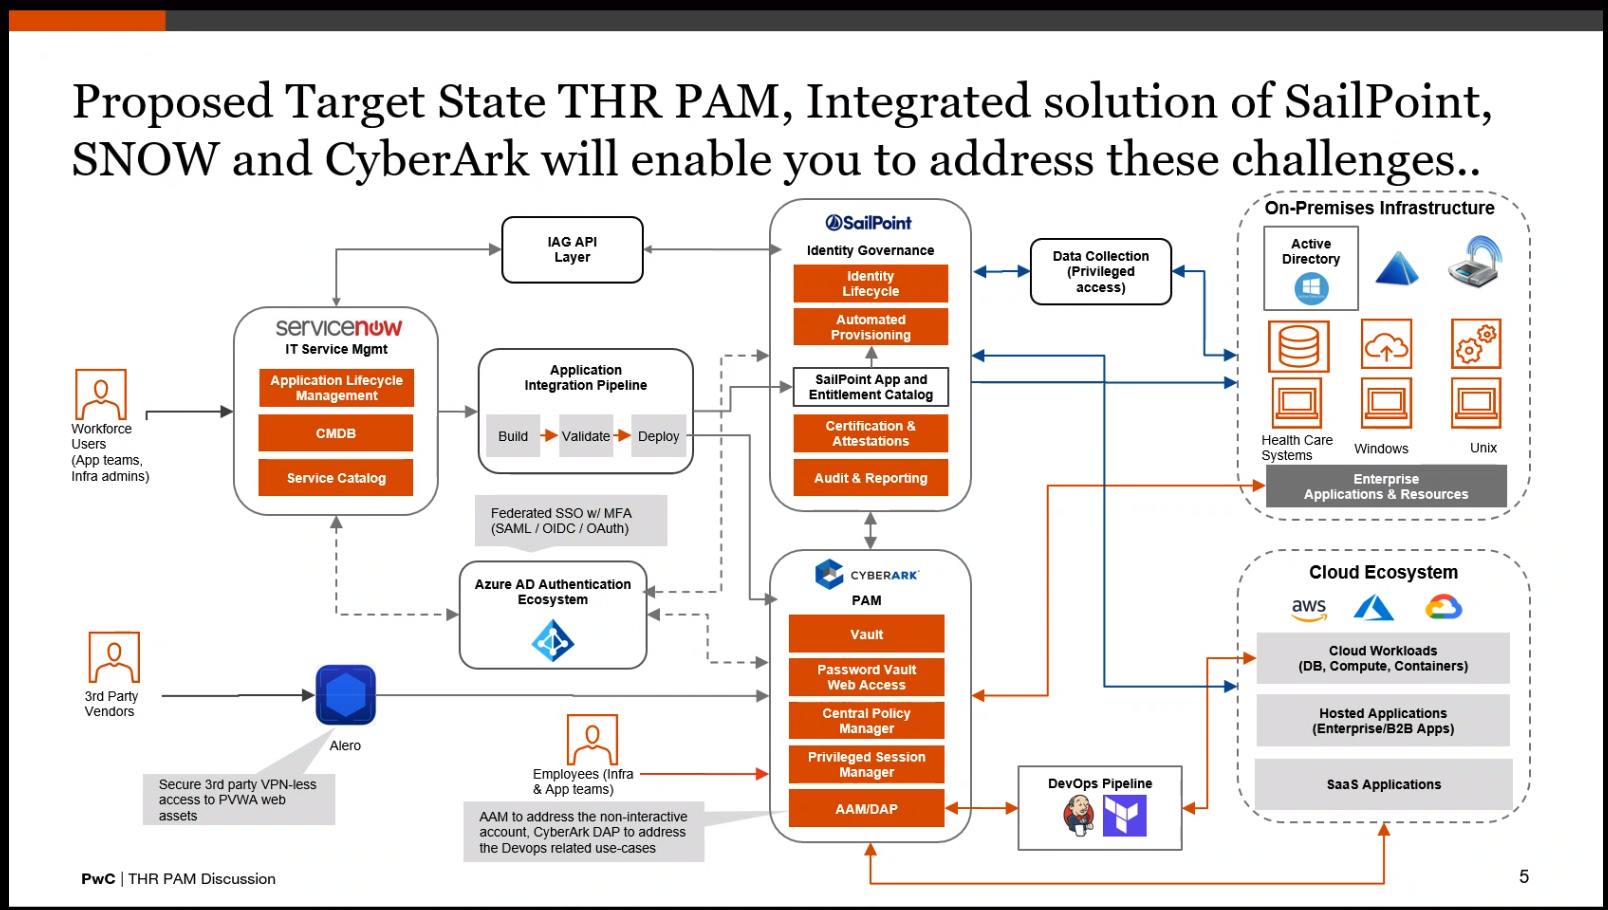 Proposed Target State THR PAM, Integrated solution of SailPoint,
SNOW and CyberArk will enable you to address these challenges..
IAG API
Layer
servicenow
IT Service Mgmt
Application Lifecycle
Management
CMDB
Service Catalog
Workforce
Users
(App teams,
Infra admins)
Application
Integration Pipeline
Build
Validate
Deploy
Federated SSO w/ MFA
(SAML / OIDC / OAuth)
Azure AD Authentication
Ecosystem
3rd Party
Vendors
Alero
Secure 3rd party VPN-less
access to PVWA web
assets
Employees (Infra
& App teams)
AAM to address the non-interactive
account, CyberArk DAP to address
the Devops related use-cases
SailPoint
Identity Governance
Identity
Lifecycle
Automated
Provisioning
SailPoint App and
Entitlement Catalog
Certification &
Attestations
Audit & Reporting
CYBERARK
PAM
Vault
Password Vault
Web Access
Central Policy
Manager
Privileged Session
Manager
AAM/DAP
Data Collection
(Privileged
access)
DevOps Pipeline
On-Premises Infrastructure
Active
Directory
Health Care
Systems
Windows
Unix
Enterprise
Applications & Resources
Cloud Ecosystem
aws
Cloud Workloads
(DB, Compute, Containers)
Hosted Applications
(Enterprise/B2B Apps)
SaaS Applications
PwC | THR PAM Discussion
5